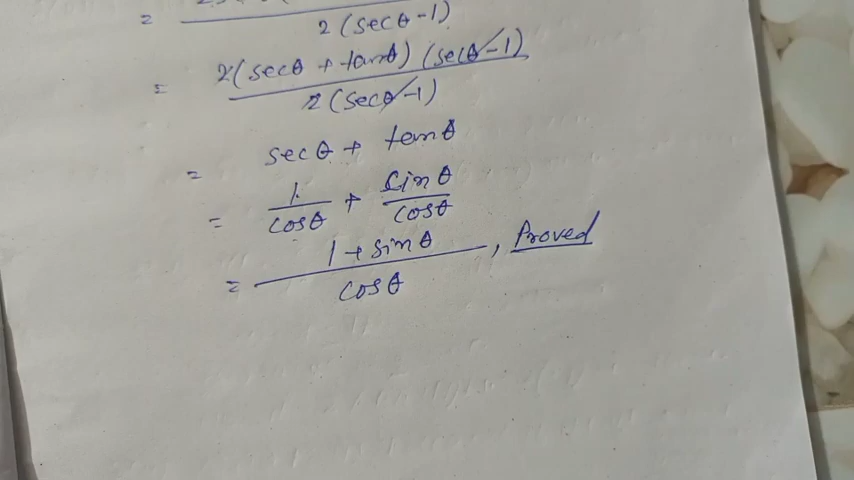 = 2 (secθ - 1)
= 2(secθ + tanθ) (secθ - 1) / 2 (secθ - 1)
= secθ + tanθ
= 1/cosθ + sinθ/cosθ
= 1 + sinθ / cosθ , Proved